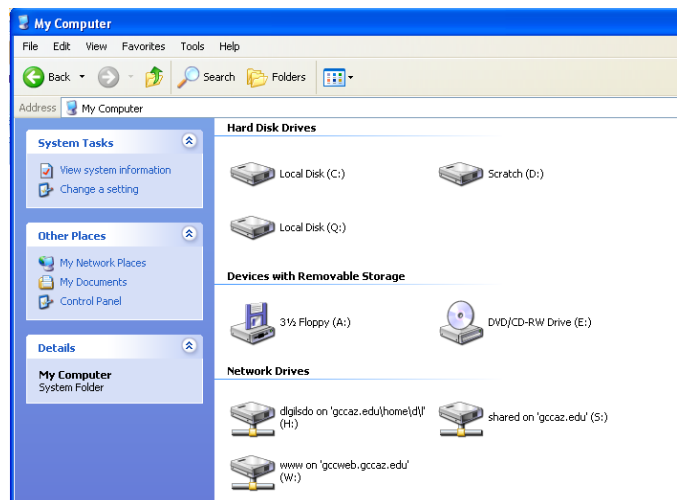 My Computer
File Edit View Favorites Tools Help
Back Search Folders
Address My Computer
System Tasks
View system information
Change a setting
Other Places
My Network Places
My Documents
Control Panel
Details
My Computer
System Folder
Hard Disk Drives
Local Disk (C:) Scratch (D:)
Local Disk (Q:)
Devices with Removable Storage
3½ Floppy (A:) DVD/CD-RW Drive (E:)
Network Drives
dlgilsdo on 'gccaz.edu\home\d\l'
(H:)
shared on 'gccaz.edu' (S:)
www on 'gccweb.gccaz.edu'
(W:)